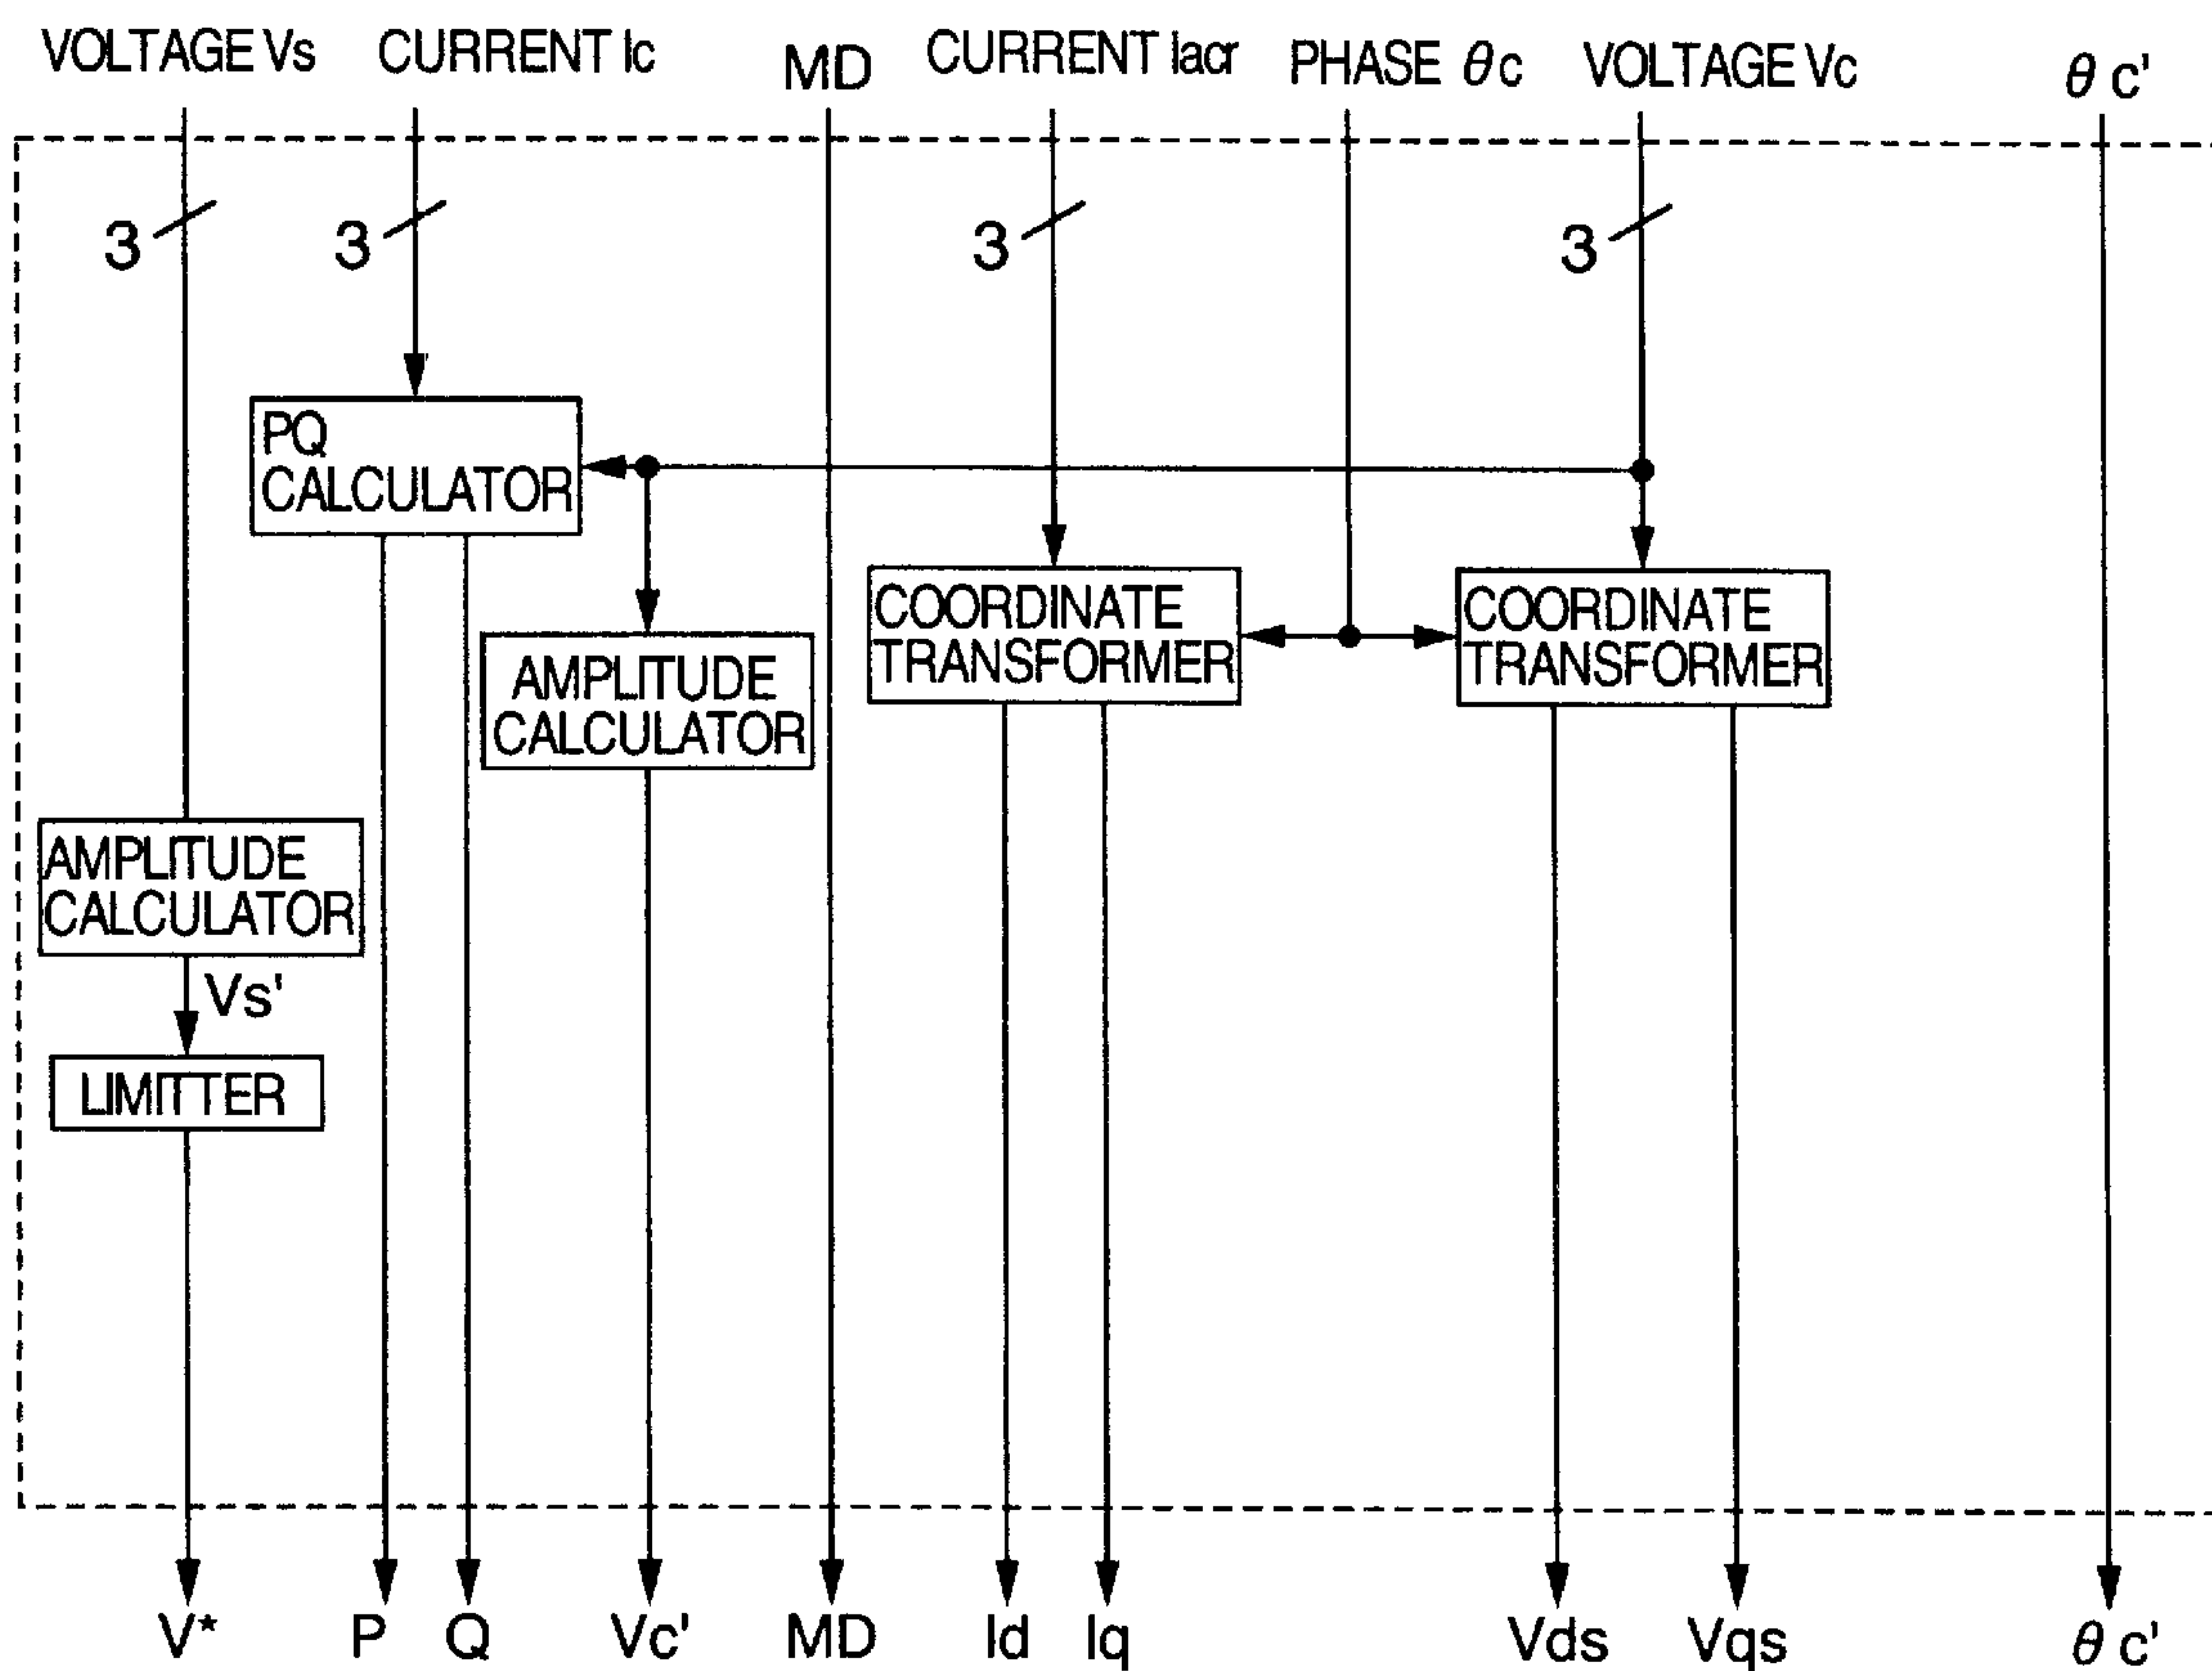 VOLTAGE Vs
CURRENT Ic
MD
CURRENT Iacr
PHASE θc
VOLTAGE Vc
θc'
3
3
3
3
PQ
CALCULATOR
COORDINATE
TRANSFORMER
COORDINATE
TRANSFORMER
AMPLITUDE
CALCULATOR
AMPLITUDE
CALCULATOR
Vs'
LIMITTER
V*
P
Q
Vc'
MD
Id
Iq
Vds
Vqs
θc'